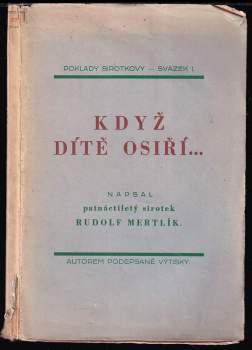 POKLADY SIROTKOVY — SVAZEK 1.
KDYŽ
DÍTĚ OSIŘÍ...
NAPSAL
patnáctiletý sirotek
RUDOLF MERTLÍK.
AUTOREM PODEPSANÉ VÝTISKY